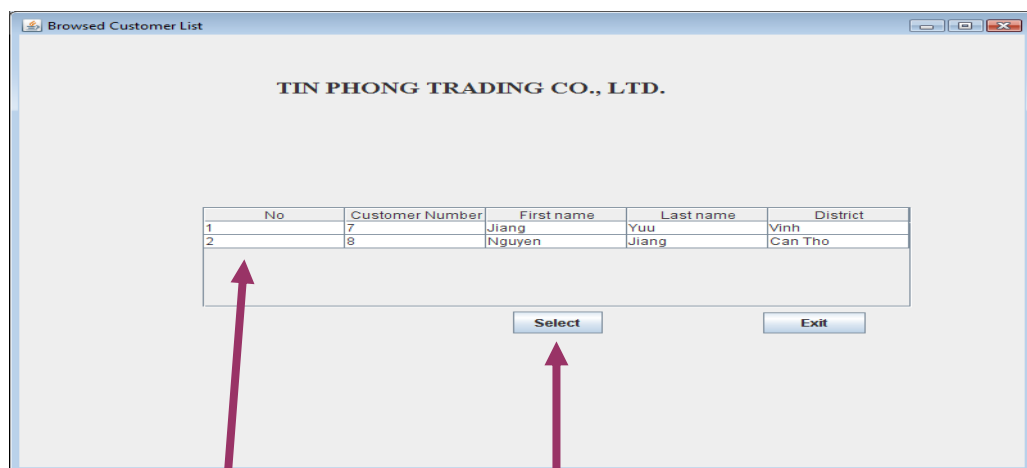 Browsed Customer List
TIN PHONG TRADING CO., LTD.
No Customer Number First name Last name District
1 7 Jiang Yuu Vinh
2 8 Nguyen Jiang Can Tho
Select Exit